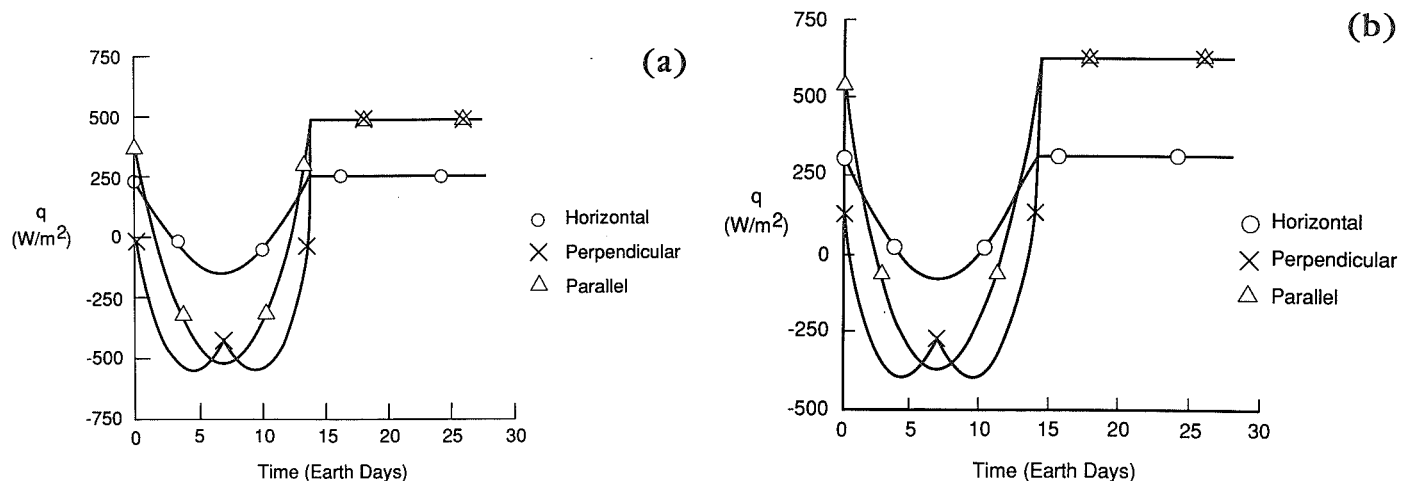 (a)
750
500
250
q
(W/m2)
0
-250
-500
-750
0 5 10 15 20 25 30
Time (Earth Days)
Horizontal
Perpendicular
Parallel
(b)
750
500
250
q
(W/m2)
0
-250
-500
0 5 10 15 20 25 30
Time (Earth Days)
Horizontal
Perpendicular
Parallel